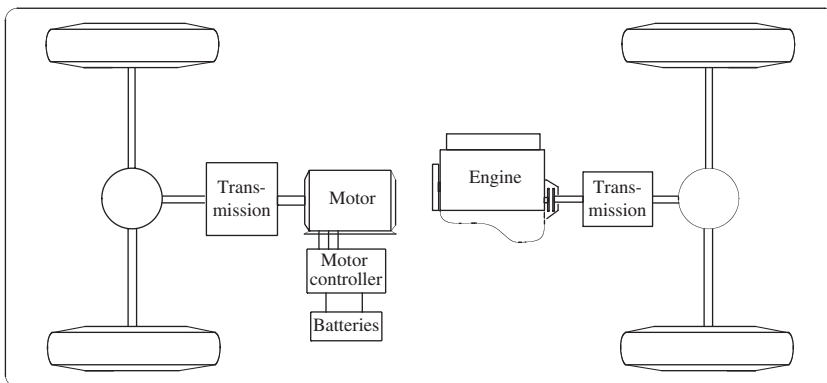 Trans-
mission
Motor
Engine
Trans-
mission
Motor
controller
Batteries